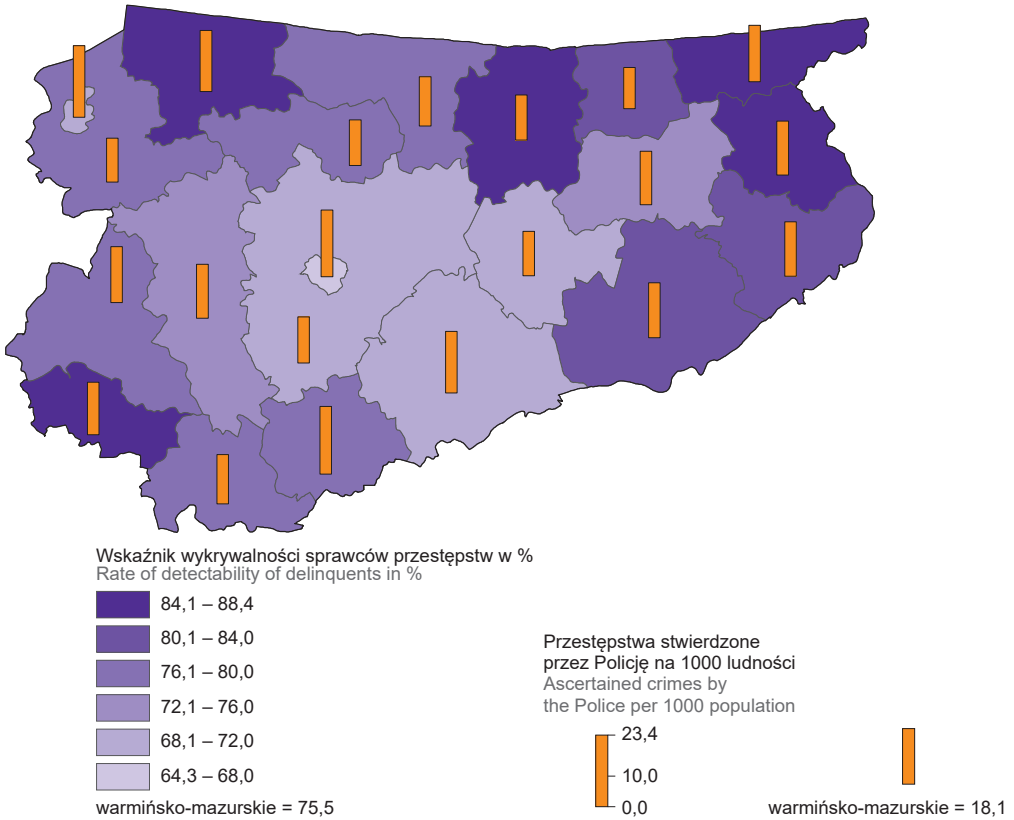 Wskaźnik wykrywalności sprawców przestępstw w %
Rate of detectability of delinquents in %
84,1 – 88,4
80,1 – 84,0
76,1 – 80,0
72,1 – 76,0
68,1 – 72,0
64,3 – 68,0
warmińsko-mazurskie = 75,5
Przestępstwa stwierdzone
przez Policję na 1000 ludności
Ascertained crimes by
the Police per 1000 population
23,4
10,0
0,0
warmińsko-mazurskie = 18,1